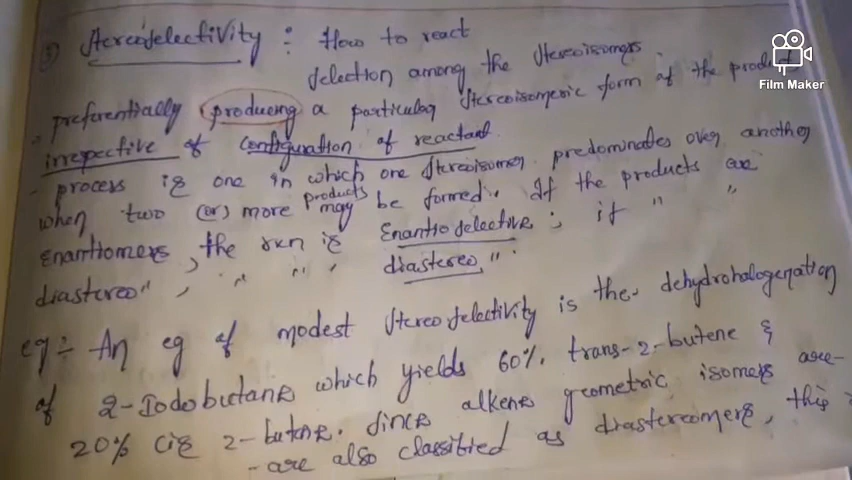 Stereoselectivity : How to react
Selection among the stereoisomers
Film Maker
" preferentially producing a particular stereoisomeric form of the product
irrepective of configuration of reactant
- process is one in which one stereoisomer predominates over another
when two (or) more products may be formed. If the products are
Enantiomers, the rxn is Enantioselective ; if " "
diastereo", " " ' diastereo, ".
eg ÷ An eg of modest stereoselectivity is the dehydrohalogenation
of 2-Iodobutane which yields 60%. trans-2-butene &
20% cis 2-butene. Since alkene geometric isomers are-
- are also classified as diastereomers, this